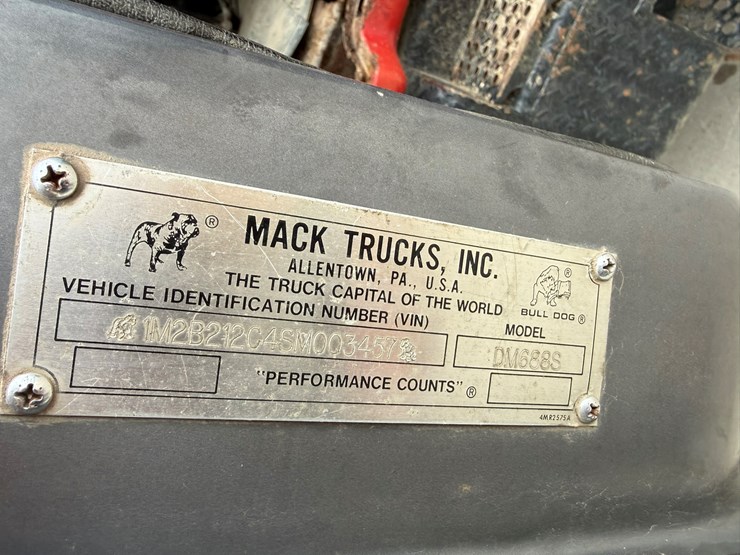 MACK TRUCKS, INC.
ALLENTOWN, PA., U.S.A.
THE TRUCK CAPITAL OF THE WORLD
BULL DOG ®
VEHICLE IDENTIFICATION NUMBER (VIN)
MODEL
1M2B212C4SM003457
DM688S
"PERFORMANCE COUNTS" ®
4MR2575A